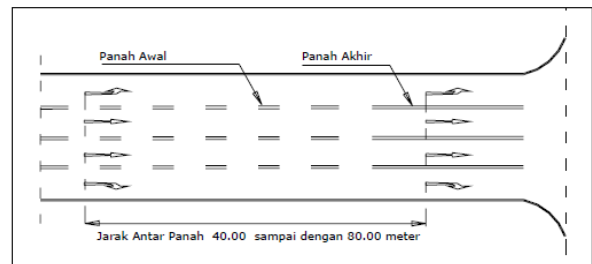 Panah Awal
Panah Akhir
Jarak Antar Panah 40.00 sampai dengan 80.00 meter